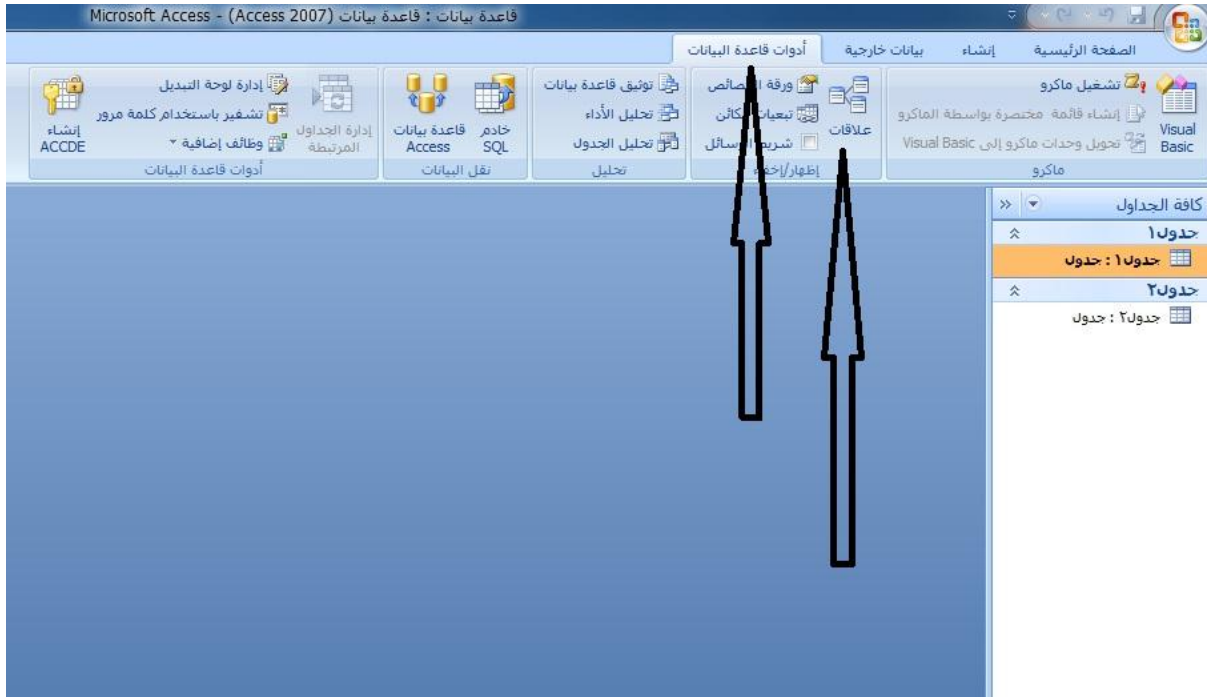 قاعدة بيانات : قاعدة بيانات (Access 2007) - Microsoft Access
الصفحة الرئيسية إنشاء بيانات خارجية أدوات قاعدة البيانات
Visual Basic
تشغيل ماكرو
إنشاء قائمة مختصرة بواسطة الماكرو
تحويل وحدات ماكرو إلى Visual Basic
ماكرو
علاقات
ورقة
تبعيات الكائن
شريط الرسائل
إظهار/إخفاء
توثيق قاعدة بيانات
تحليل الأداء
تحليل الجدول
تحليل
خادم SQL
قاعدة بيانات Access
نقل البيانات
إدارة الجداول المرتبطة
إدارة لوحة التبديل
تشفير باستخدام كلمة مرور
وظائف إضافية
إنشاء ACCDE
أدوات قاعدة البيانات
كافة الجداول
جدول١
جدول١ : جدول
جدول٢
جدول٢ : جدول